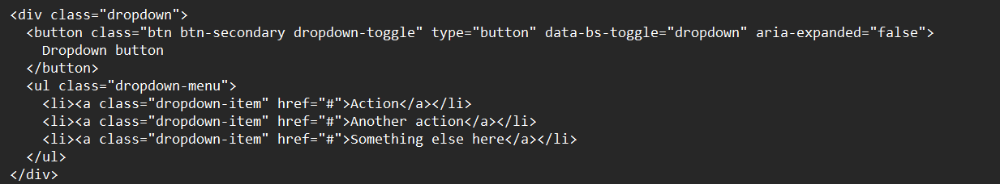 <div class="dropdown">
  <button class="btn btn-secondary dropdown-toggle" type="button" data-bs-toggle="dropdown" aria-expanded="false">
    Dropdown button
  </button>
  <ul class="dropdown-menu">
    <li><a class="dropdown-item" href="#">Action</a></li>
    <li><a class="dropdown-item" href="#">Another action</a></li>
    <li><a class="dropdown-item" href="#">Something else here</a></li>
  </ul>
</div>